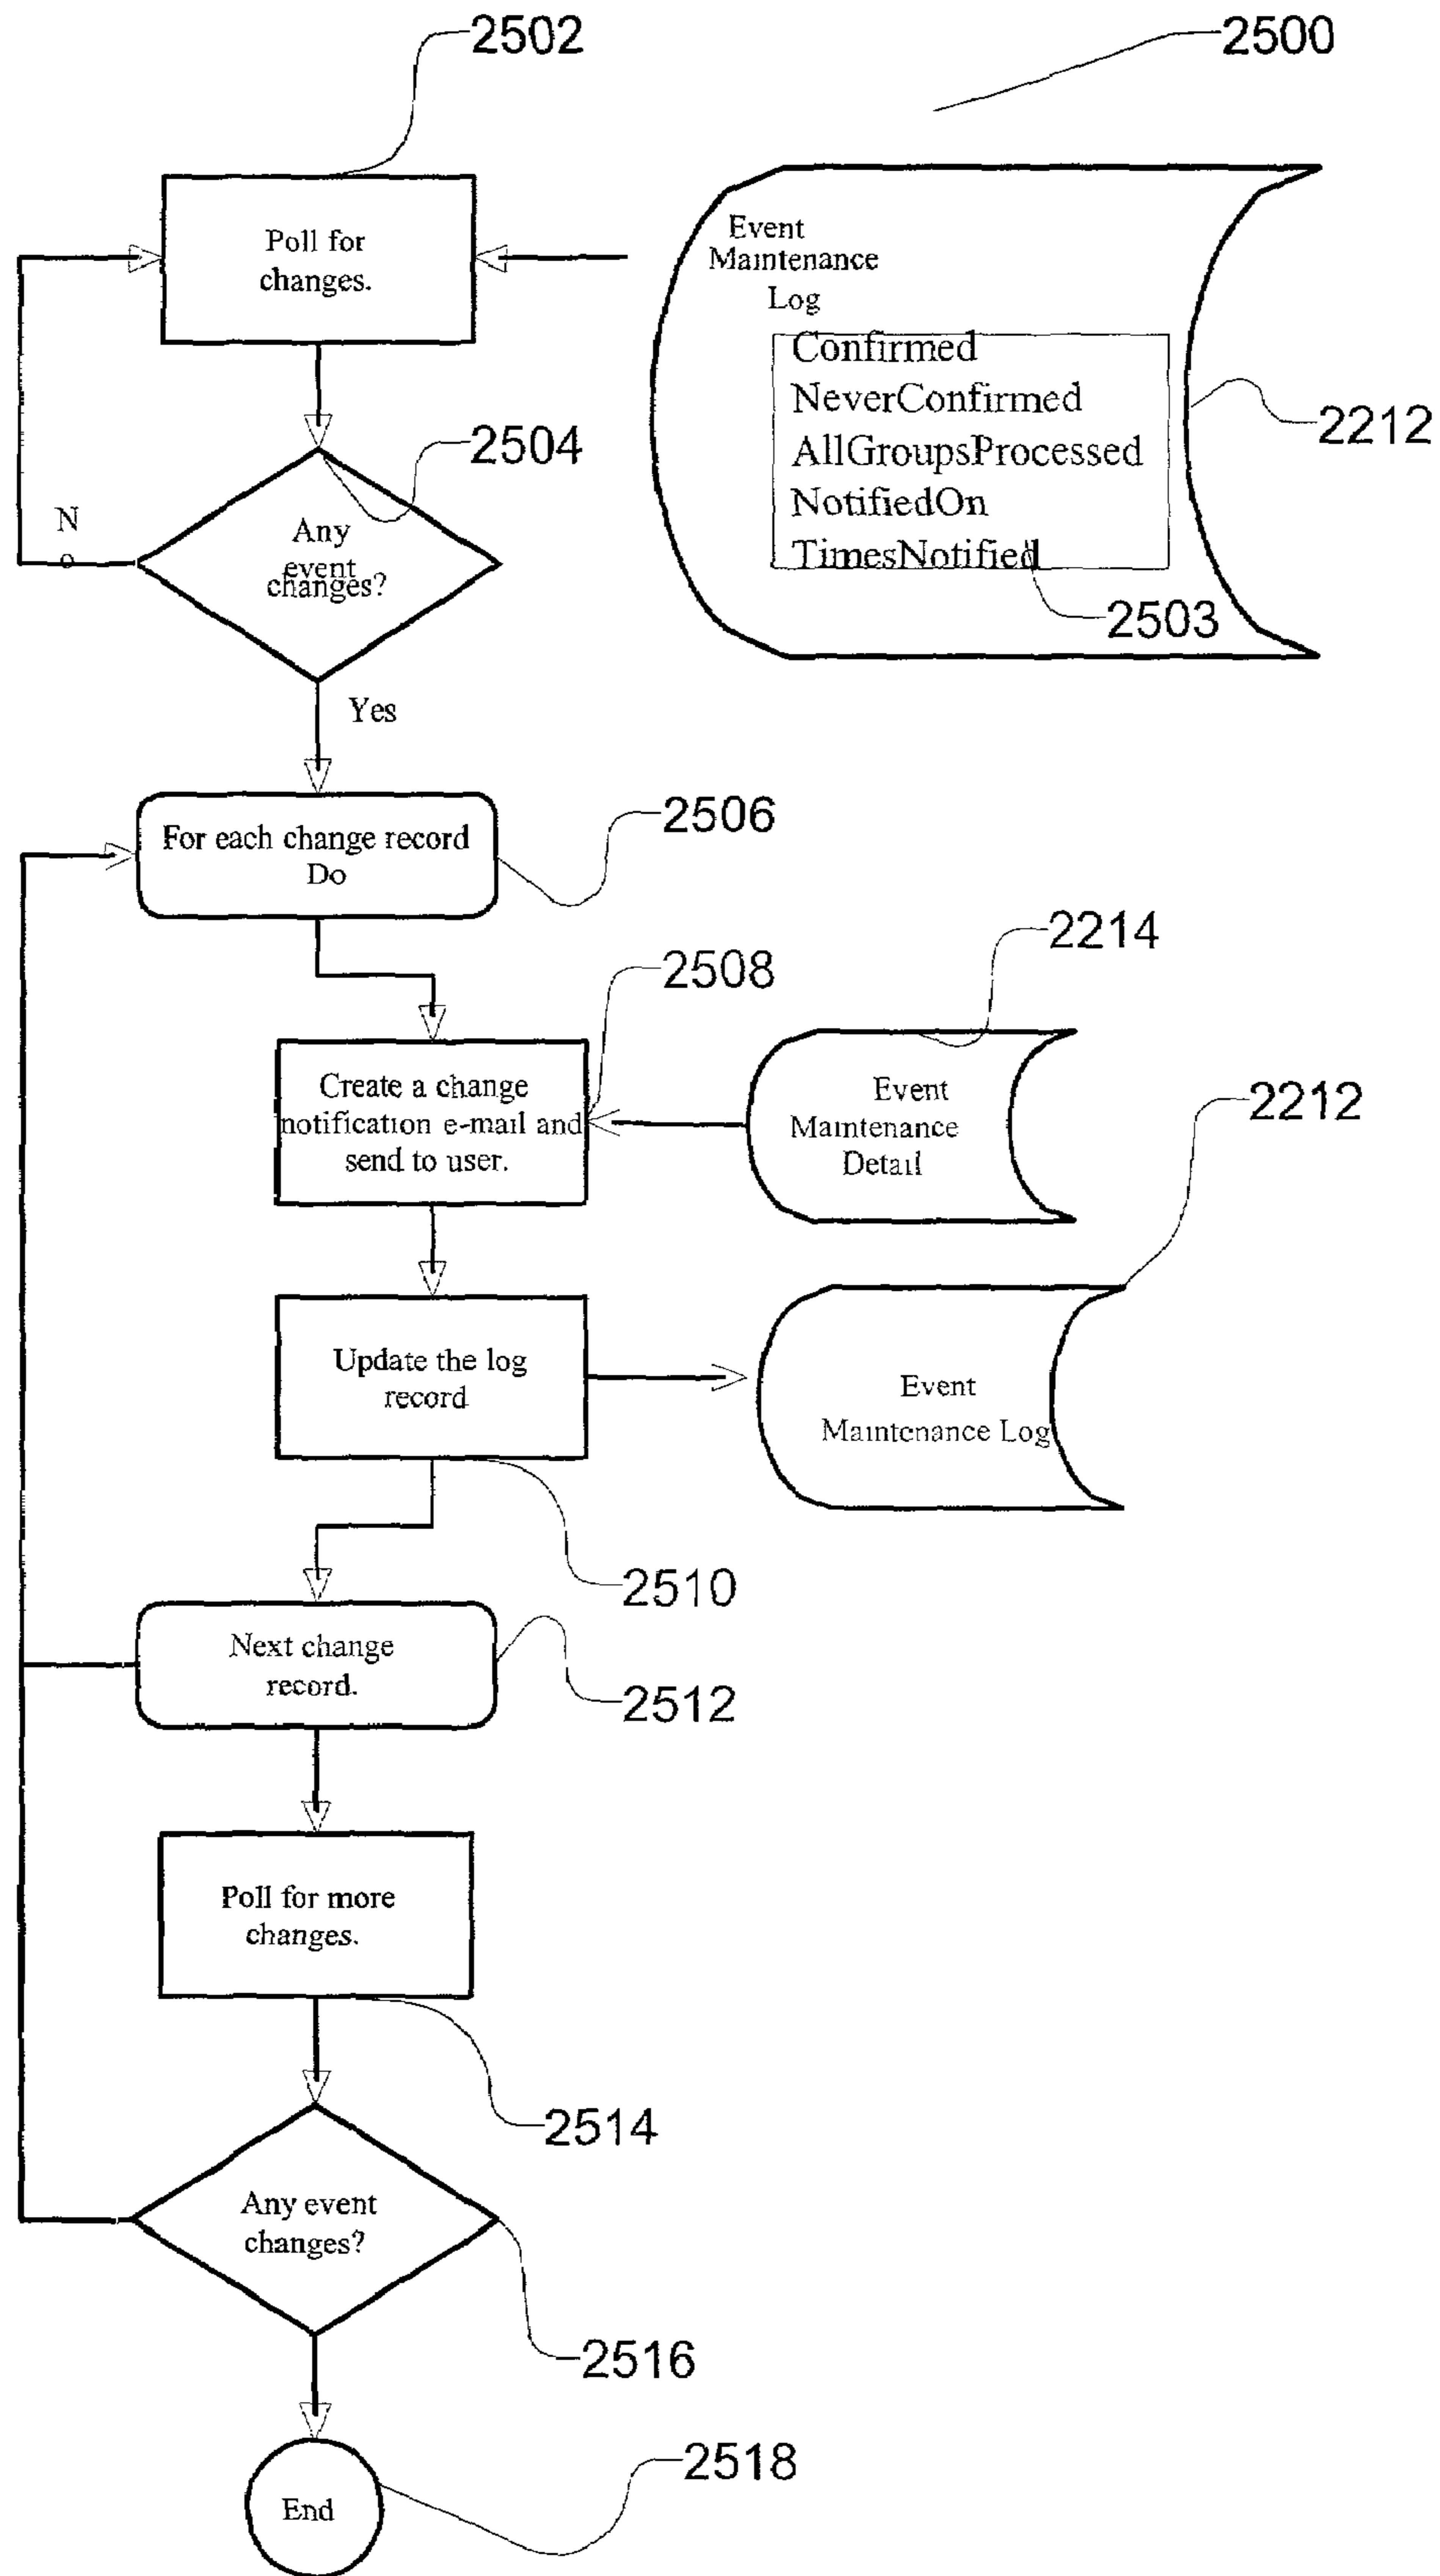 2502
2500
Poll for
changes.
Event
Maintenance
Log
Confirmed
NeverConfirmed
AllGroupsProcessed
NotifiedOn
TimesNotified
2212
2503
2504
N
o
Any
event
changes?
Yes
For each change record
Do
2506
2214
2508
Create a change
notification e-mail and
send to user.
Event
Maintenance
Detail
2212
Update the log
record
Event
Maintenance Log
2510
Next change
record.
2512
Poll for more
changes.
2514
Any event
changes?
2516
2518
End